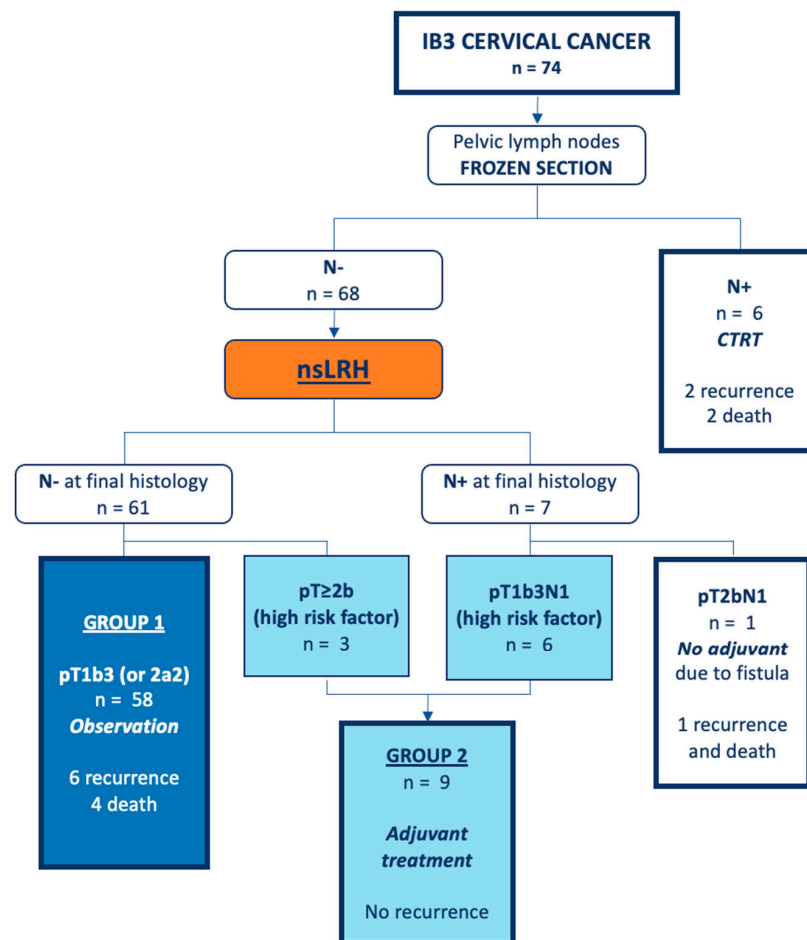 IB3 CERVICAL CANCER
n = 74
Pelvic lymph nodes
FROZEN SECTION
N-
n = 68
N+
n = 6
CTRT
2 recurrence
2 death
nsLRH
N- at final histology
n = 61
N+ at final histology
n = 7
GROUP 1
pT1b3 (or 2a2)
n = 58
Observation
6 recurrence
4 death
pT≥2b
(high risk factor)
n = 3
pT1b3N1
(high risk factor)
n = 6
pT2bN1
n = 1
No adjuvant
due to fistula
1 recurrence
and death
GROUP 2
n = 9
Adjuvant
treatment
No recurrence